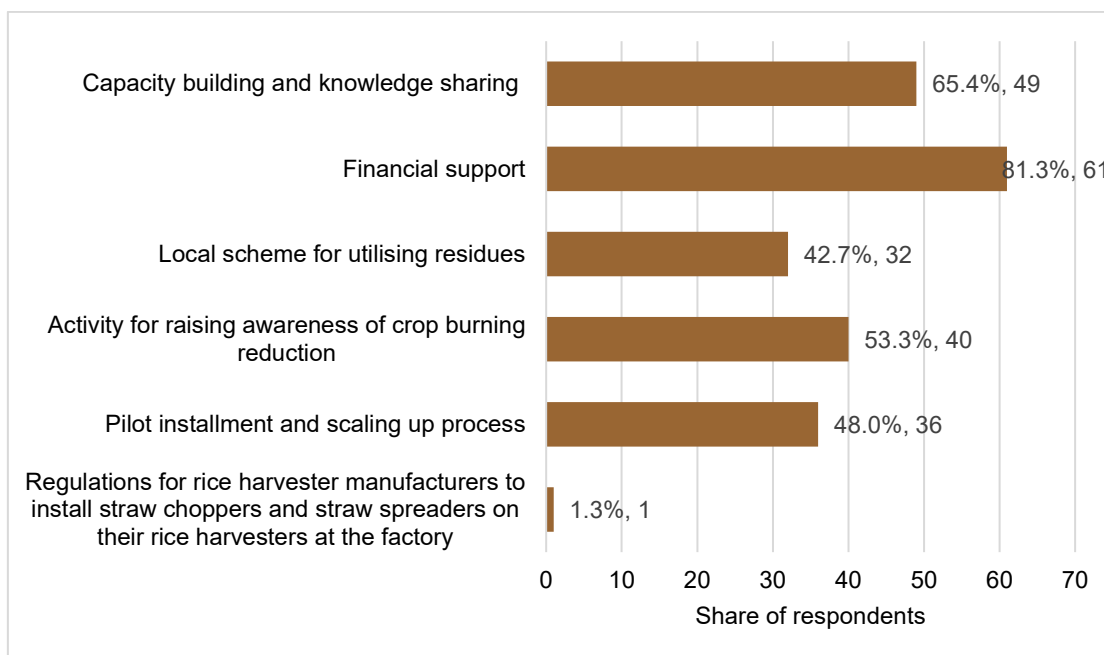 Capacity building and knowledge sharing
65.4%, 49
Financial support
81.3%, 61
Local scheme for utilising residues
42.7%, 32
Activity for raising awareness of crop burning
reduction
53.3%, 40
Pilot installment and scaling up process
48.0%, 36
Regulations for rice harvester manufacturers to
install straw choppers and straw spreaders on
their rice harvesters at the factory
1.3%, 1
0 10 20 30 40 50 60 70
Share of respondents